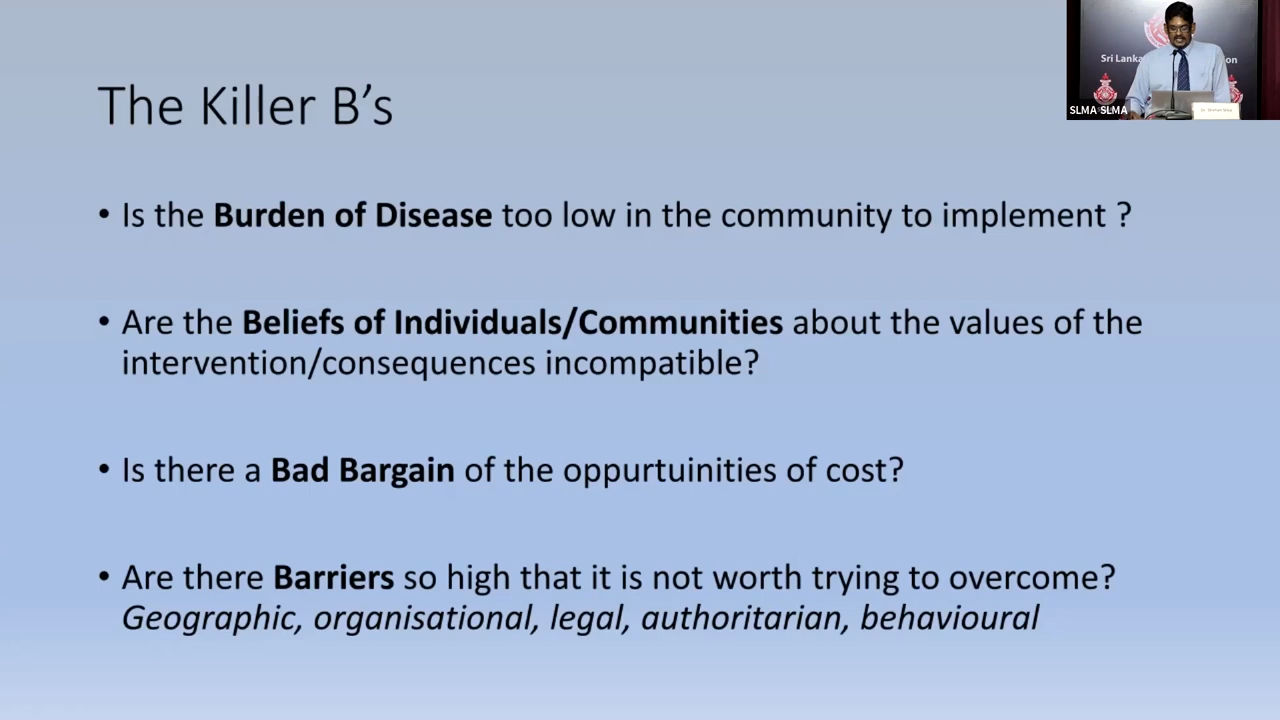 The Killer B’s
• Is the Burden of Disease too low in the community to implement ?
• Are the Beliefs of Individuals/Communities about the values of the
intervention/consequences incompatible?
• Is there a Bad Bargain of the oppurtuinities of cost?
• Are there Barriers so high that it is not worth trying to overcome?
Geographic, organisational, legal, authoritarian, behavioural
Sri Lanka
on
SLMA SLMA